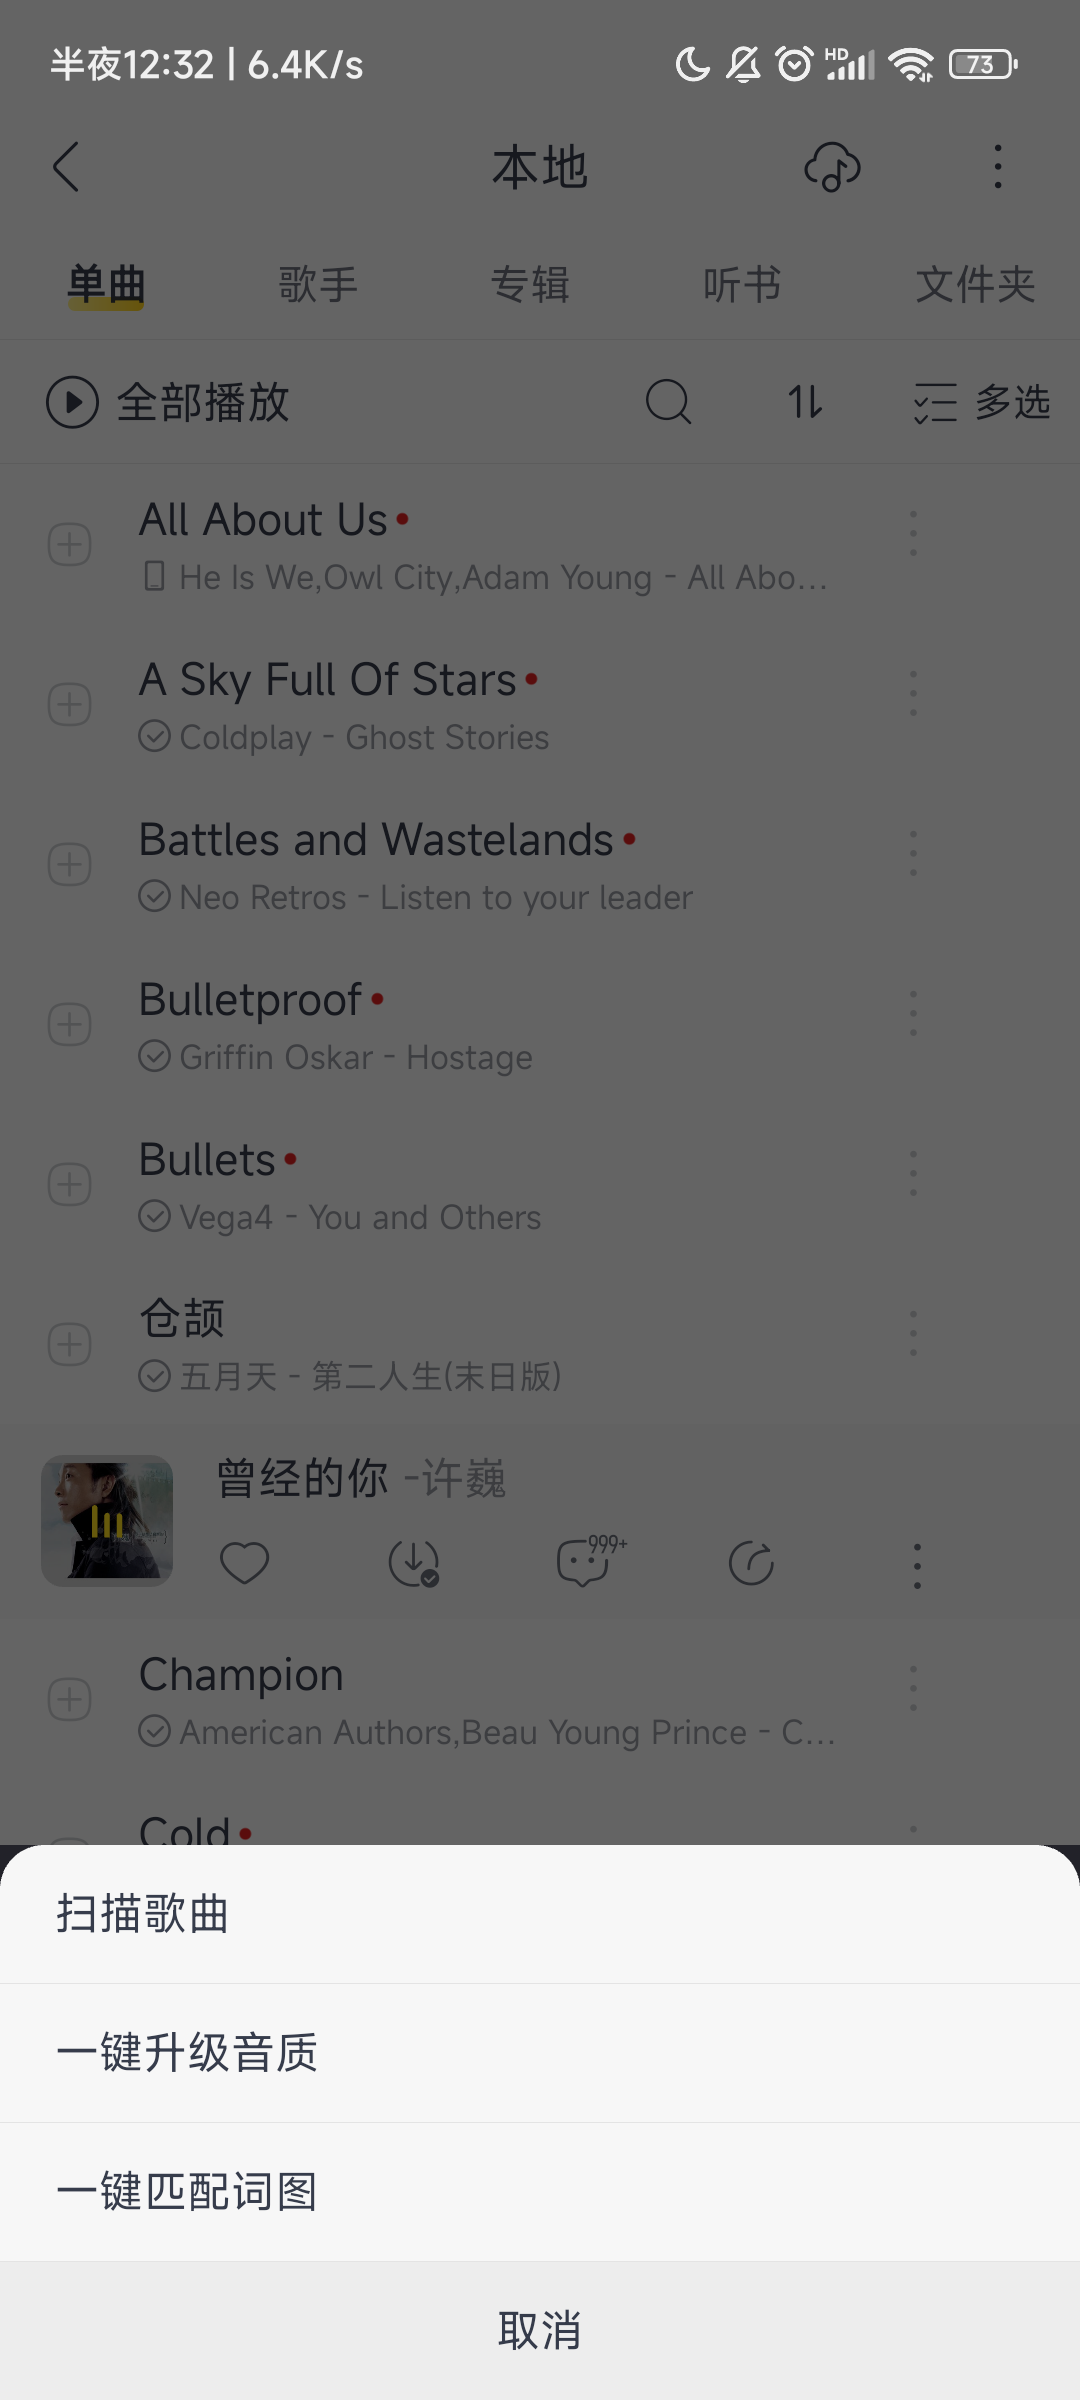 半夜12:32 | 6.4K/s
HD
73
本地
单曲 歌手 专辑 听书 文件夹
全部播放 多选
All About Us
He Is We,Owl City,Adam Young - All Abo...
A Sky Full Of Stars
Coldplay - Ghost Stories
Battles and Wastelands
Neo Retros - Listen to your leader
Bulletproof
Griffin Oskar - Hostage
Bullets
Vega4 - You and Others
仓颉
五月天 - 第二人生(末日版)
曾经的你 -许巍
999+
Champion
American Authors,Beau Young Prince - C...
Cold
扫描歌曲
一键升级音质
一键匹配词图
取消